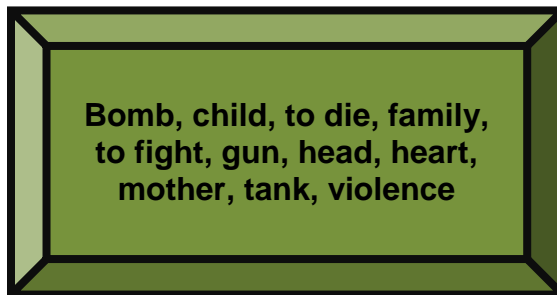 Bomb, child, to die, family,
to fight, gun, head, heart,
mother, tank, violence